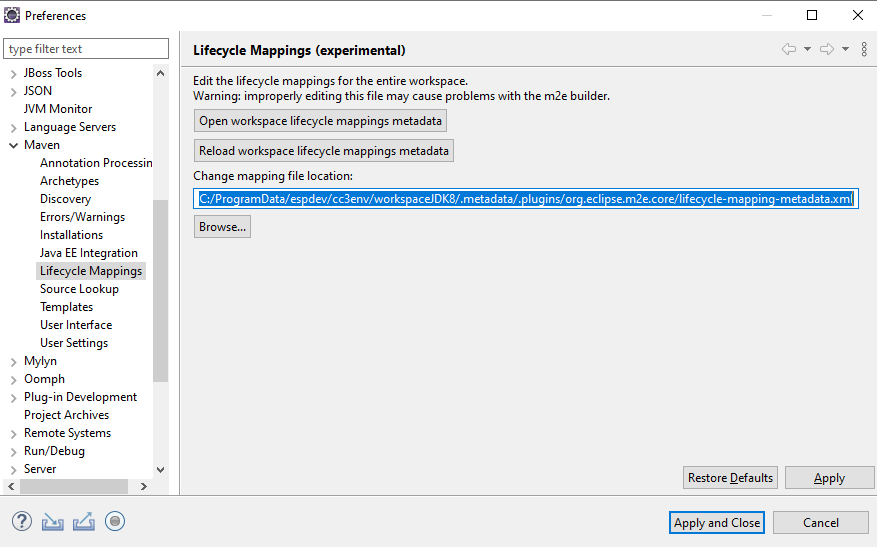 Preferences
type filter text
JBoss Tools
JSON
JVM Monitor
Language Servers
Maven
Annotation Processin
Archetypes
Discovery
Errors/Warnings
Installations
Java EE Integration
Lifecycle Mappings
Source Lookup
Templates
User Interface
User Settings
Mylyn
Oomph
Plug-in Development
Project Archives
Remote Systems
Run/Debug
Server
Lifecycle Mappings (experimental)
Edit the lifecycle mappings for the entire workspace.
Warning: improperly editing this file may cause problems with the m2e builder.
Open workspace lifecycle mappings metadata
Reload workspace lifecycle mappings metadata
Change mapping file location:
C:/ProgramData/espdev/cc3env/workspaceJDK8/.metadata/.plugins/org.eclipse.m2e.core/lifecycle-mapping-metadata.xml
Browse...
Restore Defaults
Apply
?
Apply and Close
Cancel